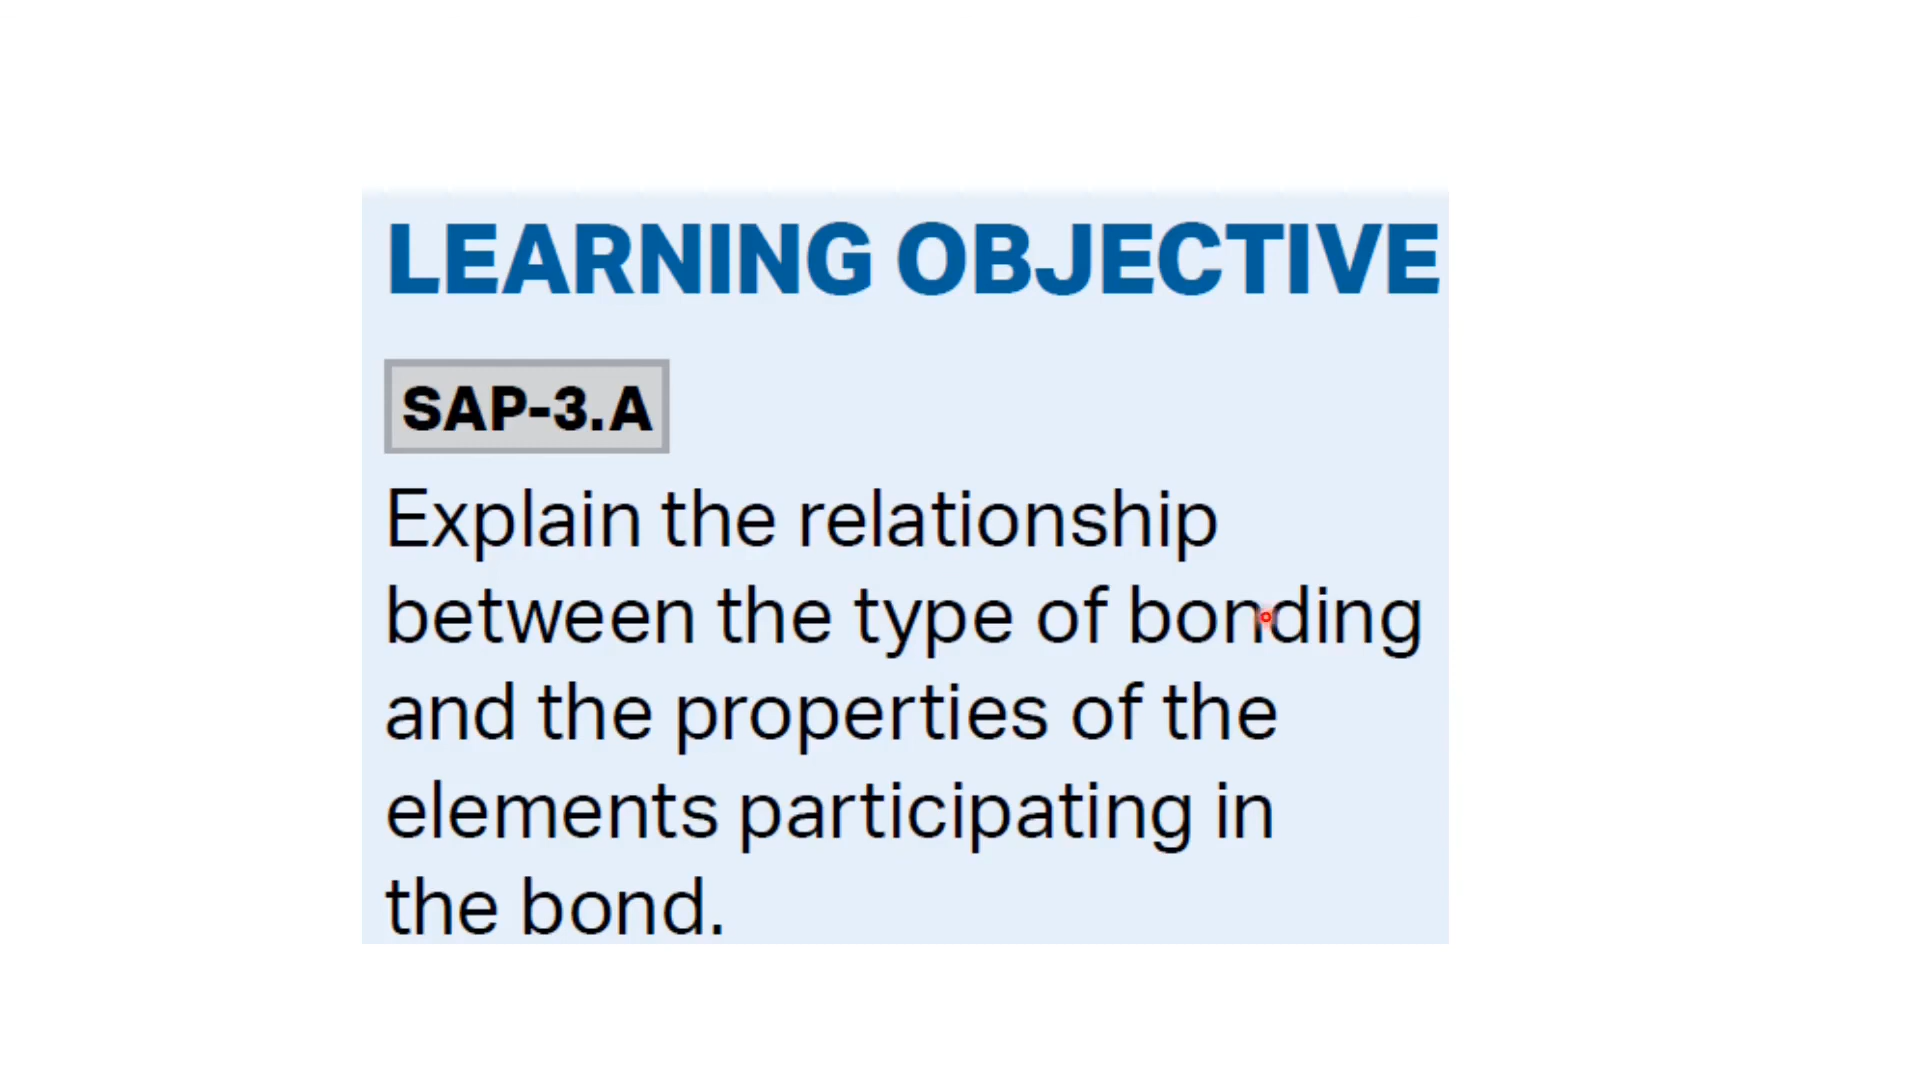 LEARNING OBJECTIVE
SAP-3.A
Explain the relationship
between the type of bonding
and the properties of the
elements participating in
the bond.